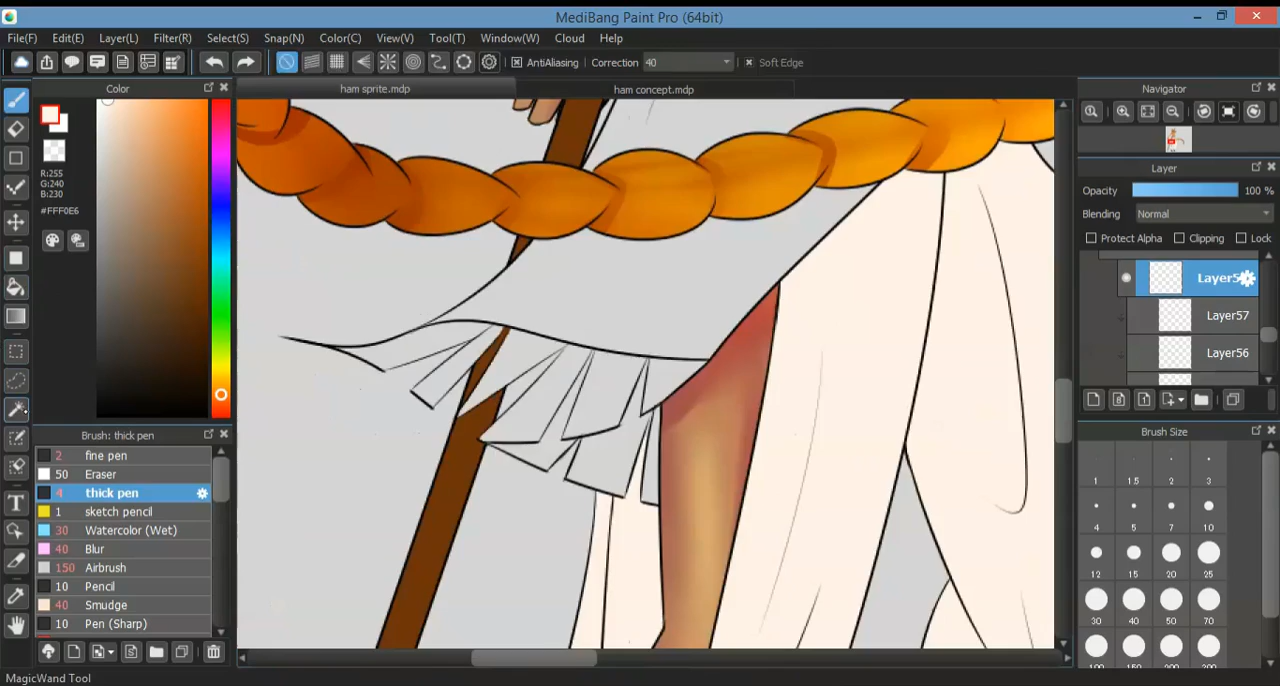 MediBang Paint Pro (64bit)
File(F) Edit(E) Layer(L) Filter(R) Select(S) Snap(N) Color(C) View(V) Tool(T) Window(W) Cloud Help
AntiAliasing Correction 40 Soft Edge
Color
ham sprite.mdp
ham concept.mdp
Navigator
R:255
G:240
B:230
#FFF0E6
Layer
Opacity 100 %
Blending Normal
Protect Alpha Clipping Lock
Layer57
Layer56
Brush: thick pen
2 fine pen
50 Eraser
4 thick pen
1 sketch pencil
30 Watercolor (Wet)
40 Blur
150 Airbrush
10 Pencil
40 Smudge
10 Pen (Sharp)
Brush Size
1 1.5 2 3
4 5 7 10
12 15 20 25
30 40 50 70
MagicWand Tool